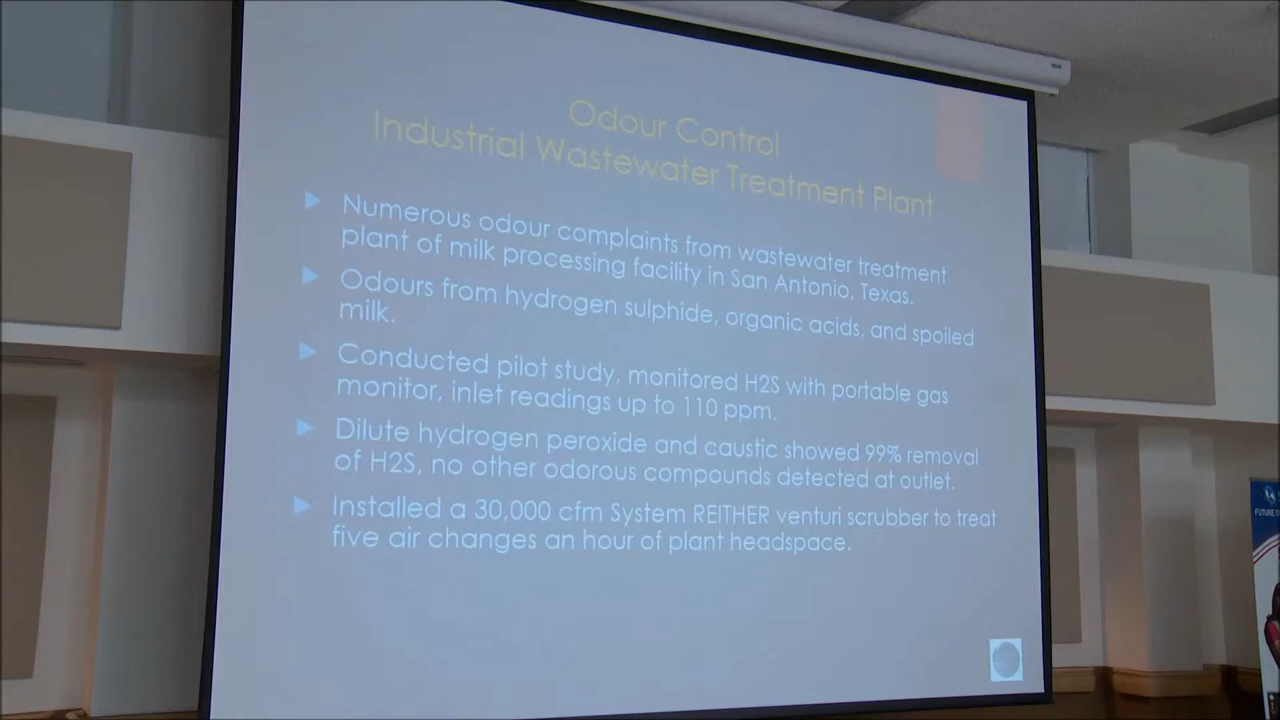 Odour Control
Industrial Wastewater Treatment Plant
Numerous odour complaints from wastewater treatment
plant of milk processing facility in San Antonio, Texas.
Odours from hydrogen sulphide, organic acids, and spoiled
milk.
Conducted pilot study, monitored H2S with portable gas
monitor, inlet readings up to 110 ppm.
Dilute hydrogen peroxide and caustic showed 99% removal
of H2S, no other odorous compounds detected at outlet.
Installed a 30,000 cfm System REITHER venturi scrubber to treat
five air changes an hour of plant headspace.
FUTURE